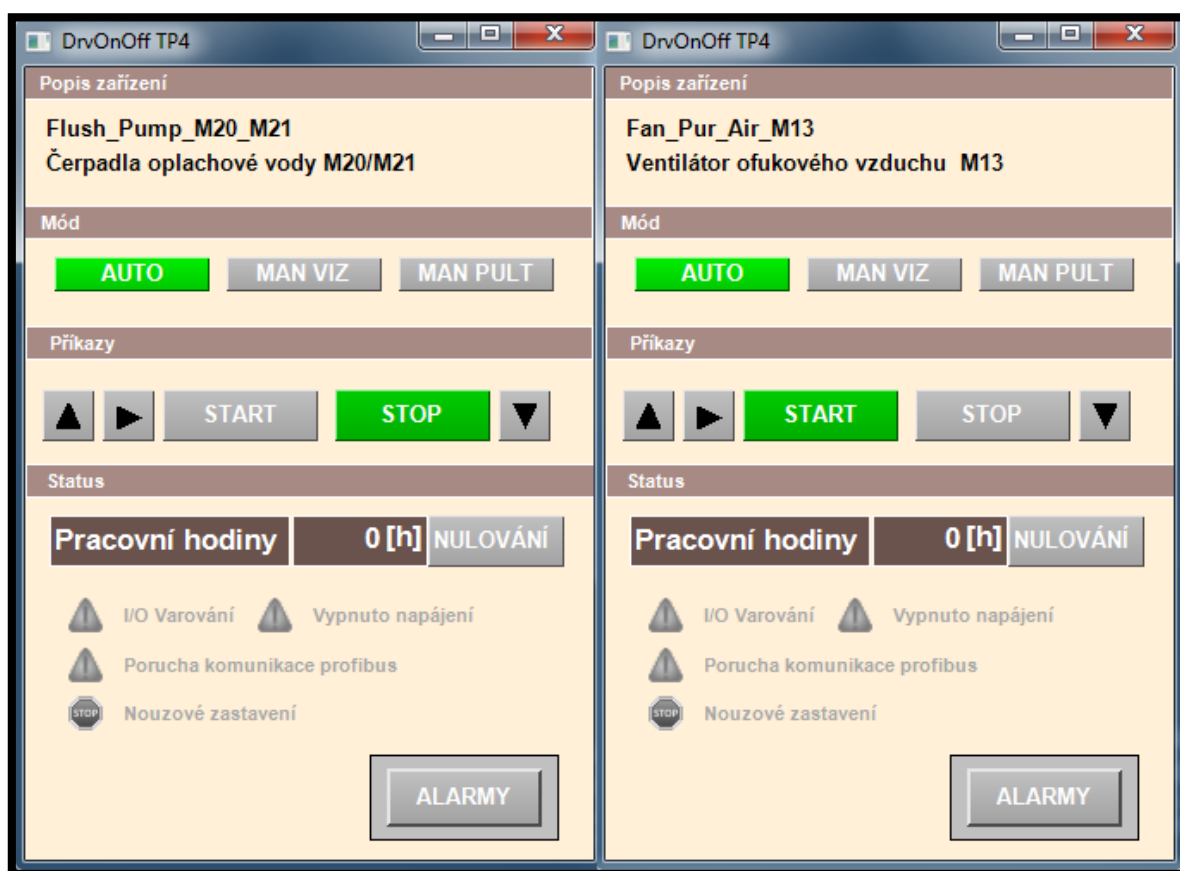 DrvOnOff TP4
Popis zařízení
Flush_Pump_M20_M21
Čerpadla oplachové vody M20/M21
Mód
AUTO MAN VIZ MAN PULT
Příkazy
START STOP
Status
Pracovní hodiny 0 [h] NULOVÁNÍ
I/O Varování Vypnuto napájení
Porucha komunikace profibus
STOP Nouzové zastavení
ALARMY
DrvOnOff TP4
Popis zařízení
Fan_Pur_Air_M13
Ventilátor ofukového vzduchu M13
Mód
AUTO MAN VIZ MAN PULT
Příkazy
START STOP
Status
Pracovní hodiny 0 [h] NULOVÁNÍ
I/O Varování Vypnuto napájení
Porucha komunikace profibus
STOP Nouzové zastavení
ALARMY